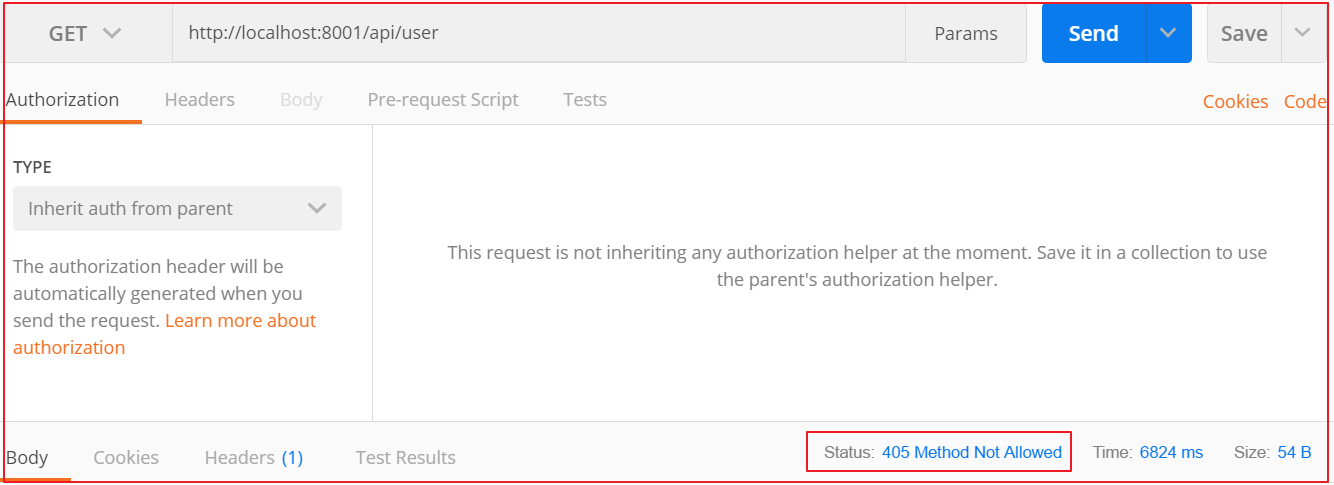 GET http://localhost:8001/api/user Params Send Save
Authorization Headers Body Pre-request Script Tests Cookies Code
TYPE
Inherit auth from parent
The authorization header will be
automatically generated when you
send the request. Learn more about
authorization
This request is not inheriting any authorization helper at the moment. Save it in a collection to use
the parent's authorization helper.
Body Cookies Headers (1) Test Results Status: 405 Method Not Allowed Time: 6824 ms Size: 54 B